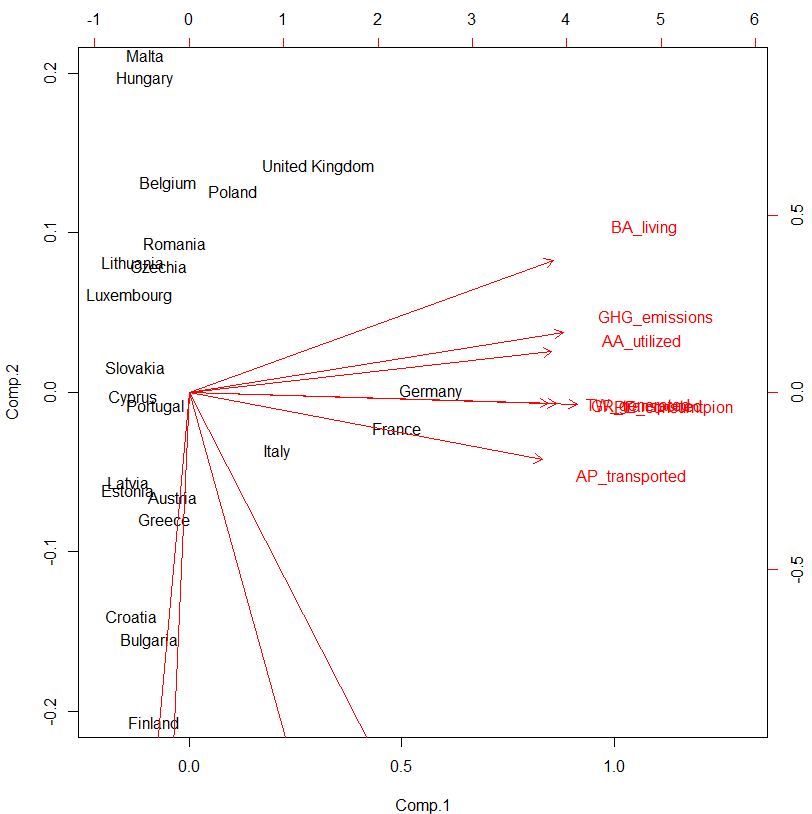 -1 0 1 2 3 4 5 6
Malta
0.2
Hungary
United Kingdom
Belgium
Poland
0.1
0.5
BA_living
Romania
Lithuania
Czechia
Luxembourg
GHG_emissions
AA_utilized
Slovakia
Germany
0.0
0.0
Cyprus
Portugal
Comp.2
France
Italy
AP_transported
Latvia
Estonia
Austria
Greece
-0.1
-0.5
Croatia
Bulgaria
-0.2
Finland
0.0 0.5 1.0
Comp.1